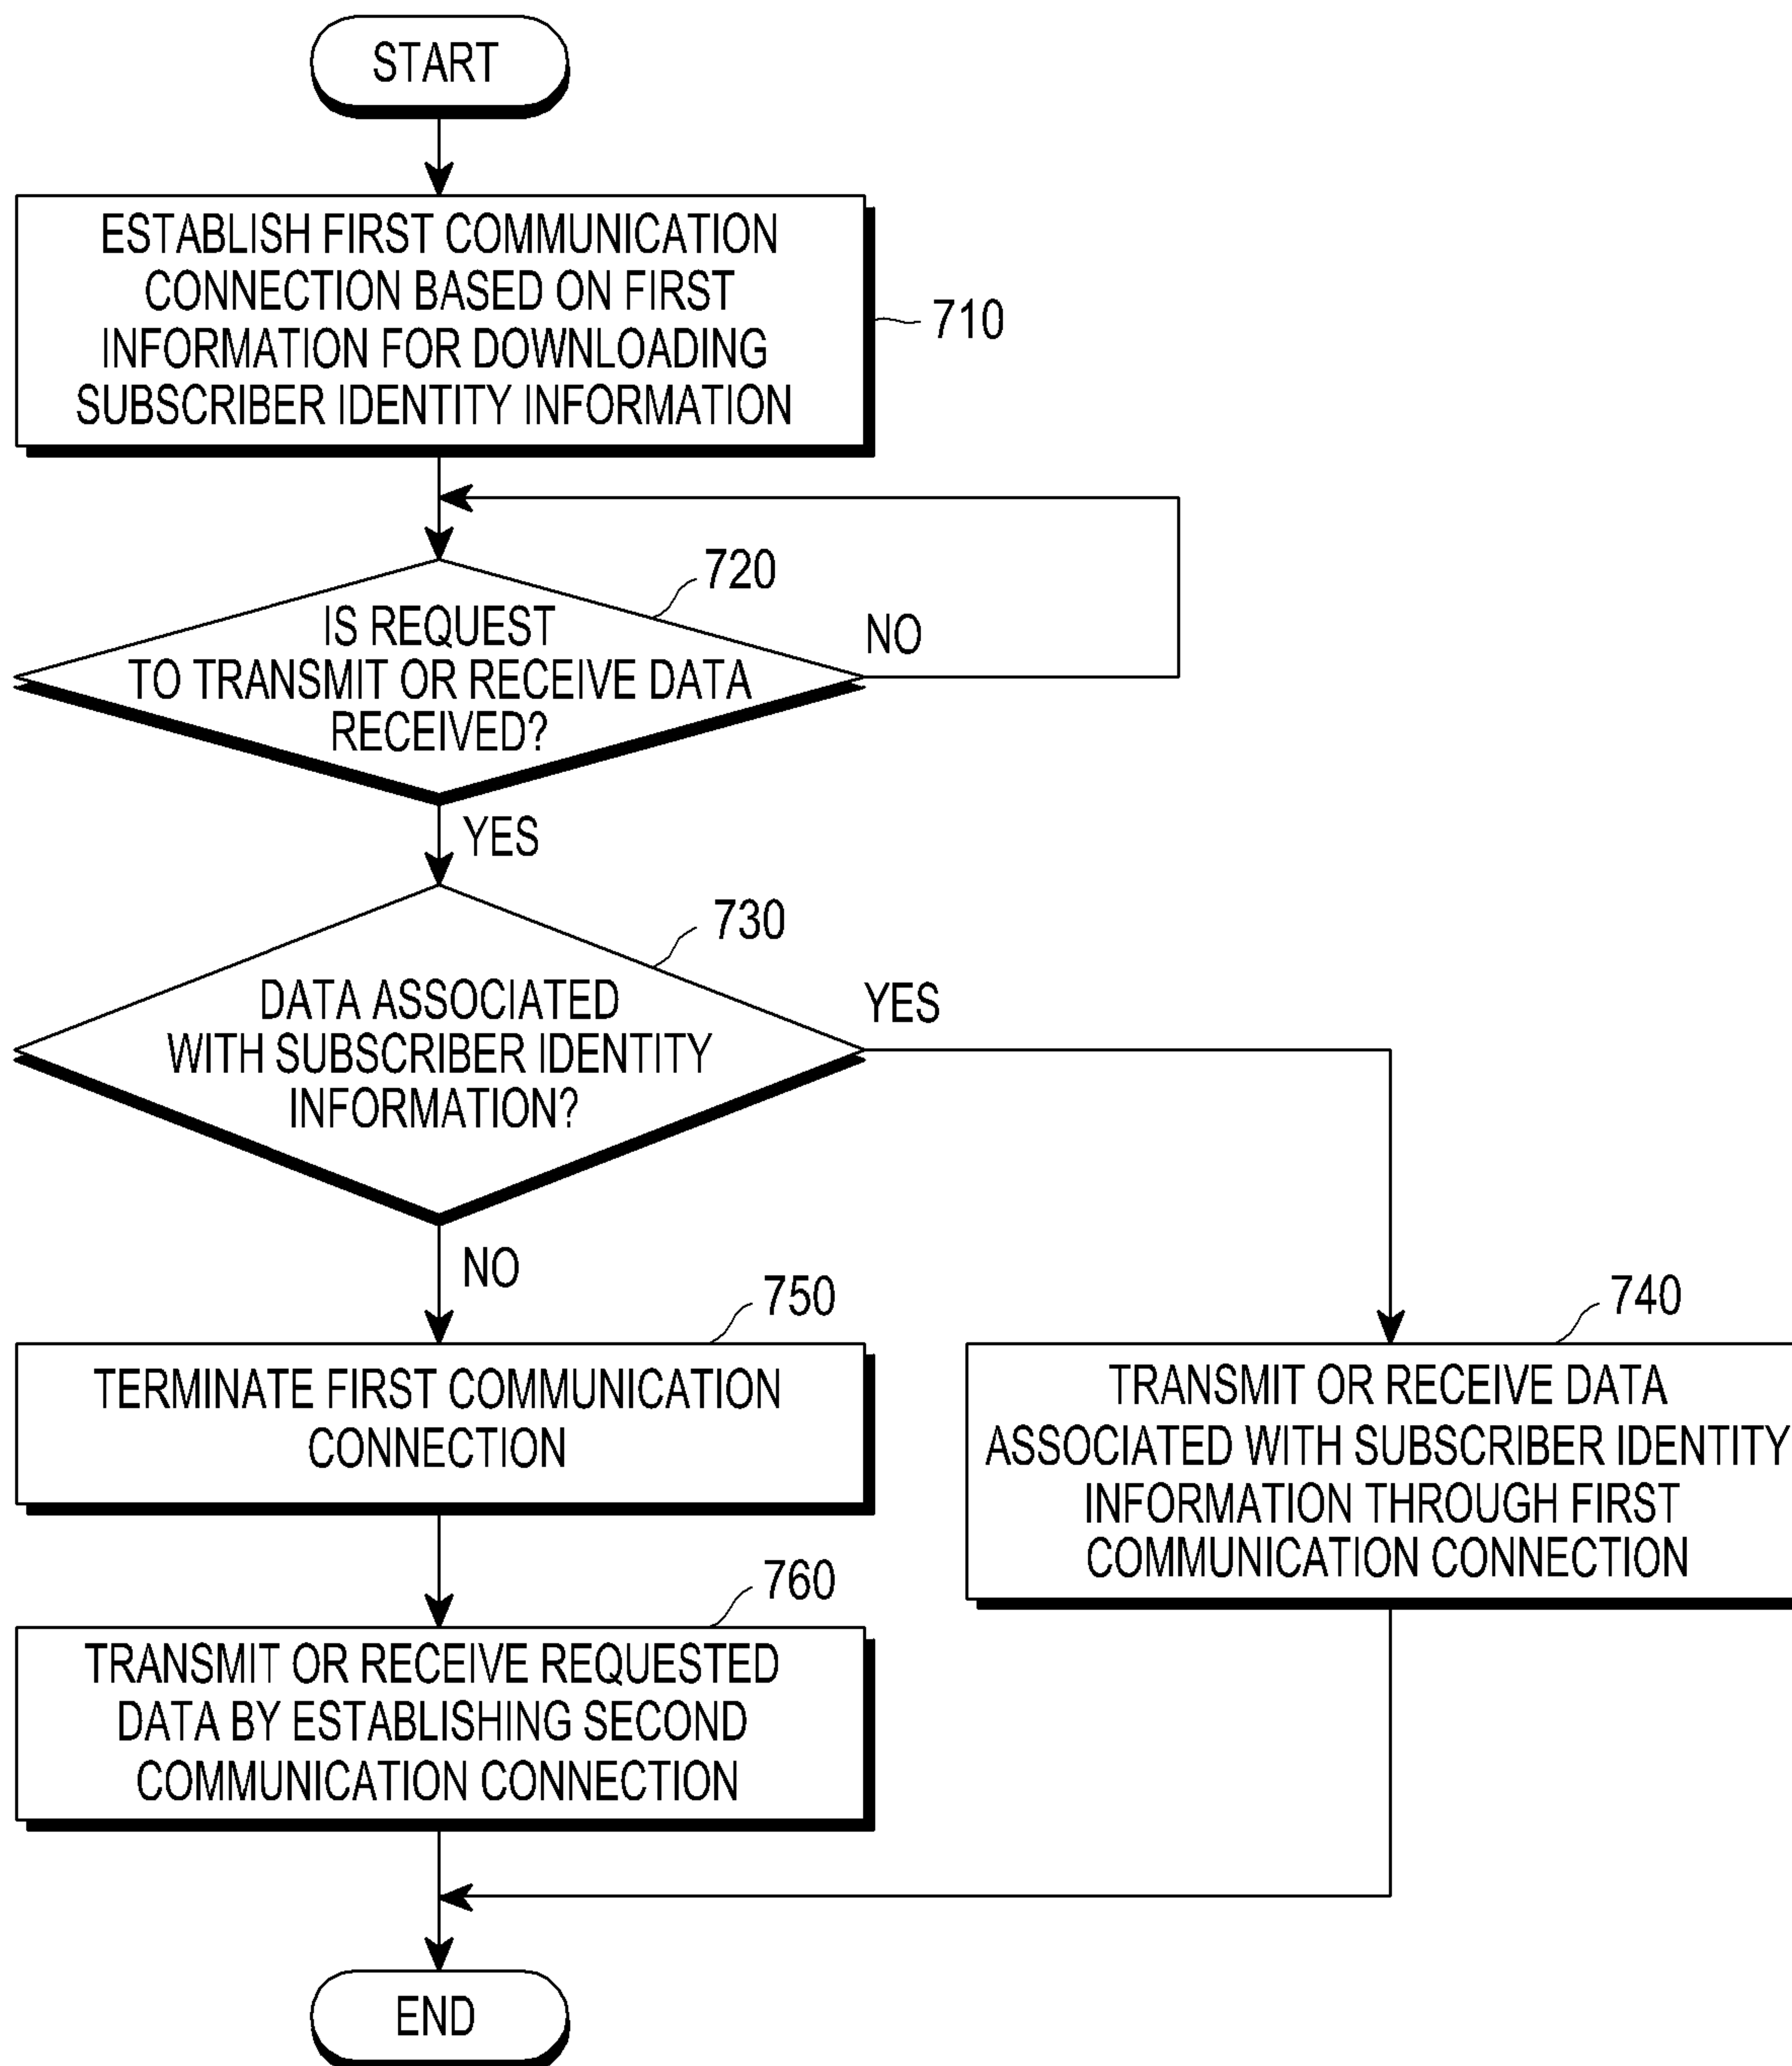 START
ESTABLISH FIRST COMMUNICATION
CONNECTION BASED ON FIRST
INFORMATION FOR DOWNLOADING
SUBSCRIBER IDENTITY INFORMATION
710
720
IS REQUEST
TO TRANSMIT OR RECEIVE DATA
RECEIVED?
NO
YES
730
DATA ASSOCIATED
WITH SUBSCRIBER IDENTITY
INFORMATION?
YES
NO
750
TERMINATE FIRST COMMUNICATION
CONNECTION
740
TRANSMIT OR RECEIVE DATA
ASSOCIATED WITH SUBSCRIBER IDENTITY
INFORMATION THROUGH FIRST
COMMUNICATION CONNECTION
760
TRANSMIT OR RECEIVE REQUESTED
DATA BY ESTABLISHING SECOND
COMMUNICATION CONNECTION
END